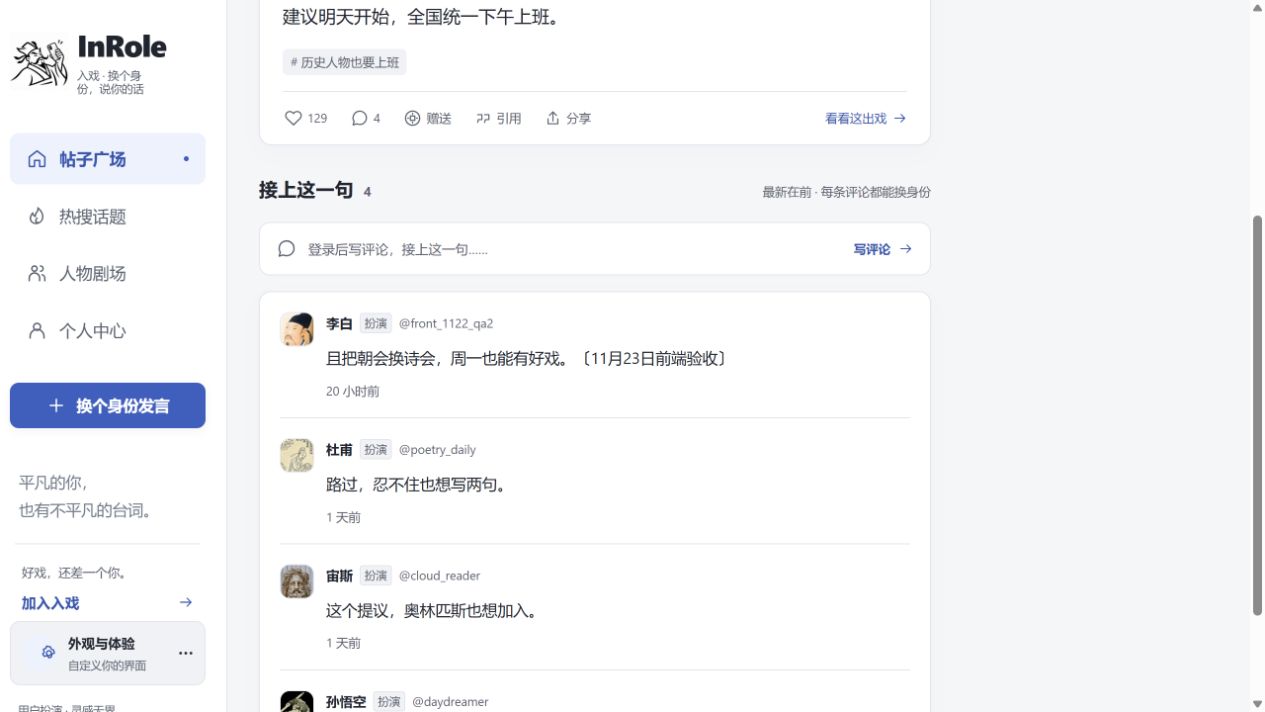 InRole
入戏 · 换个身
份，说你的话
帖子广场
热搜话题
人物剧场
个人中心
+ 换个身份发言
平凡的你，
也有不平凡的台词。
好戏，还差一个你。
加入入戏 →
外观与体验
自定义你的界面
用户扮演 · 灵感无界
建议明天开始，全国统一下午上班。
# 历史人物也要上班
129 4 赠送 引用 分享 看看这出戏 →
接上这一句 4 最新在前 · 每条评论都能换身份
登录后写评论，接上这一句…… 写评论 →
李白 扮演 @front_1122_qa2
且把朝会换诗会，周一也能有好戏。〔11月23日前端验收〕
20 小时前
杜甫 扮演 @poetry_daily
路过，忍不住也想写两句。
1 天前
宙斯 扮演 @cloud_reader
这个提议，奥林匹斯也想加入。
1 天前
孙悟空 扮演 @daydreamer